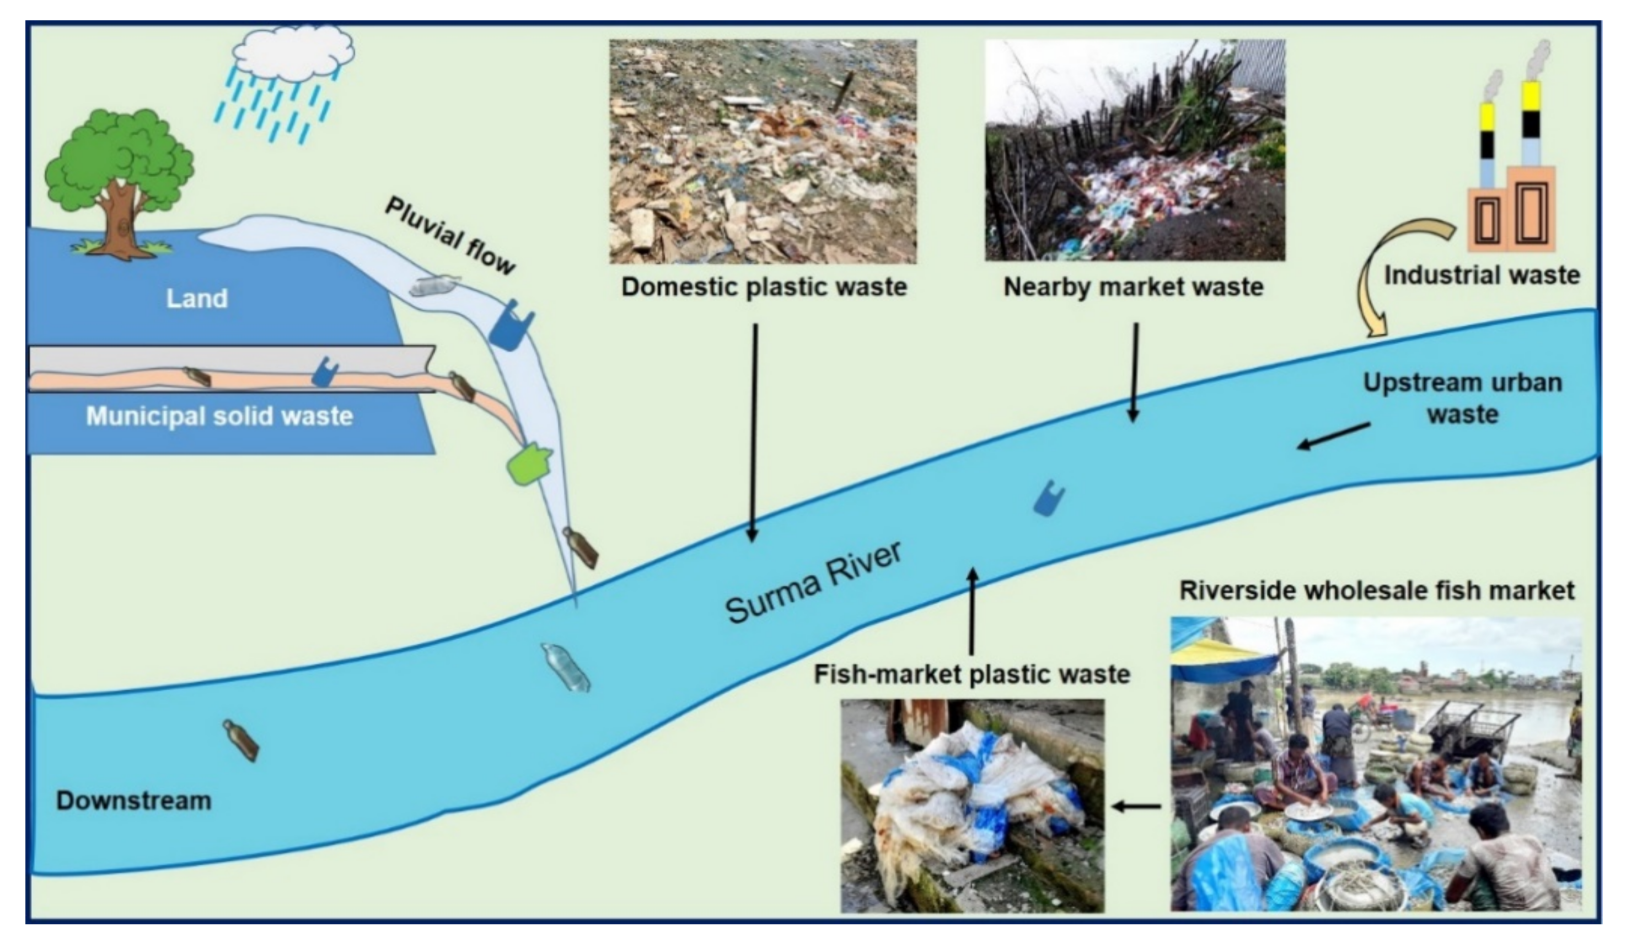 Pluvial flow
Land
Municipal solid waste
Domestic plastic waste
Nearby market waste
Industrial waste
Upstream urban
waste
Surma River
Riverside wholesale fish market
Fish-market plastic waste
Downstream